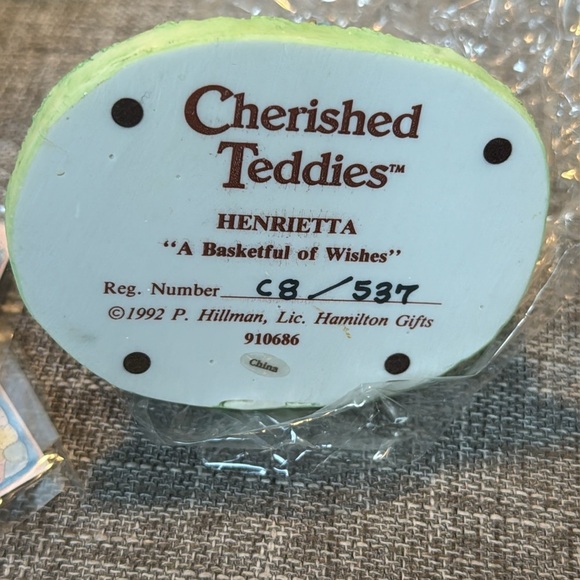 Cherished
Teddies™
HENRIETTA
“A Basketful of Wishes”
Reg. Number C8/537
©1992 P. Hillman, Lic. Hamilton Gifts
910686
China